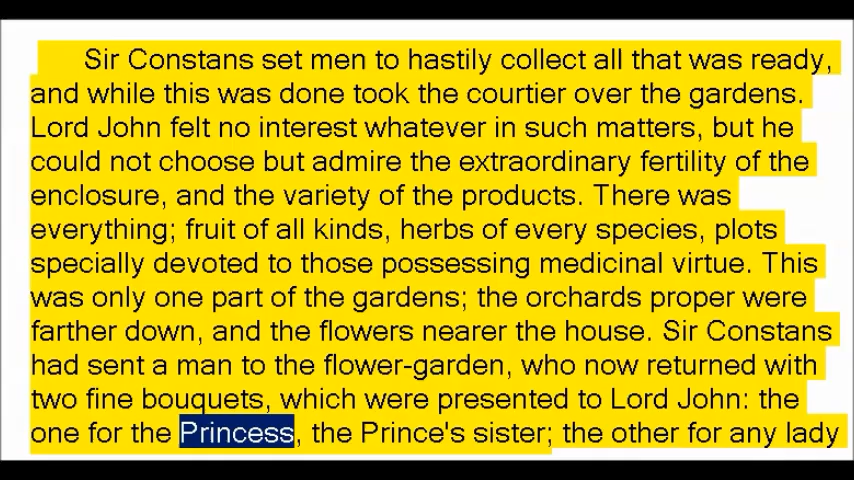 Sir Constans set men to hastily collect all that was ready,
and while this was done took the courtier over the gardens.
Lord John felt no interest whatever in such matters, but he
could not choose but admire the extraordinary fertility of the
enclosure, and the variety of the products. There was
everything; fruit of all kinds, herbs of every species, plots
specially devoted to those possessing medicinal virtue. This
was only one part of the gardens; the orchards proper were
farther down, and the flowers nearer the house. Sir Constans
had sent a man to the flower-garden, who now returned with
two fine bouquets, which were presented to Lord John: the
one for the Princess, the Prince's sister; the other for any lady